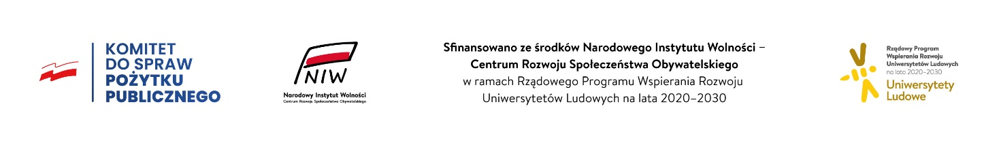 KOMITET
DO SPRAW
POŻYTKU
PUBLICZNEGO
NIW
Narodowy Instytut Wolności
Centrum Rozwoju Społeczeństwa Obywatelskiego
Sfinansowano ze środków Narodowego Instytutu Wolności –
Centrum Rozwoju Społeczeństwa Obywatelskiego
w ramach Rządowego Programu Wspierania Rozwoju
Uniwersytetów Ludowych na lata 2020–2030
Rządowy Program
Wspierania Rozwoju
Uniwersytetów Ludowych
na lata 2020–2030
Uniwersytety
Ludowe